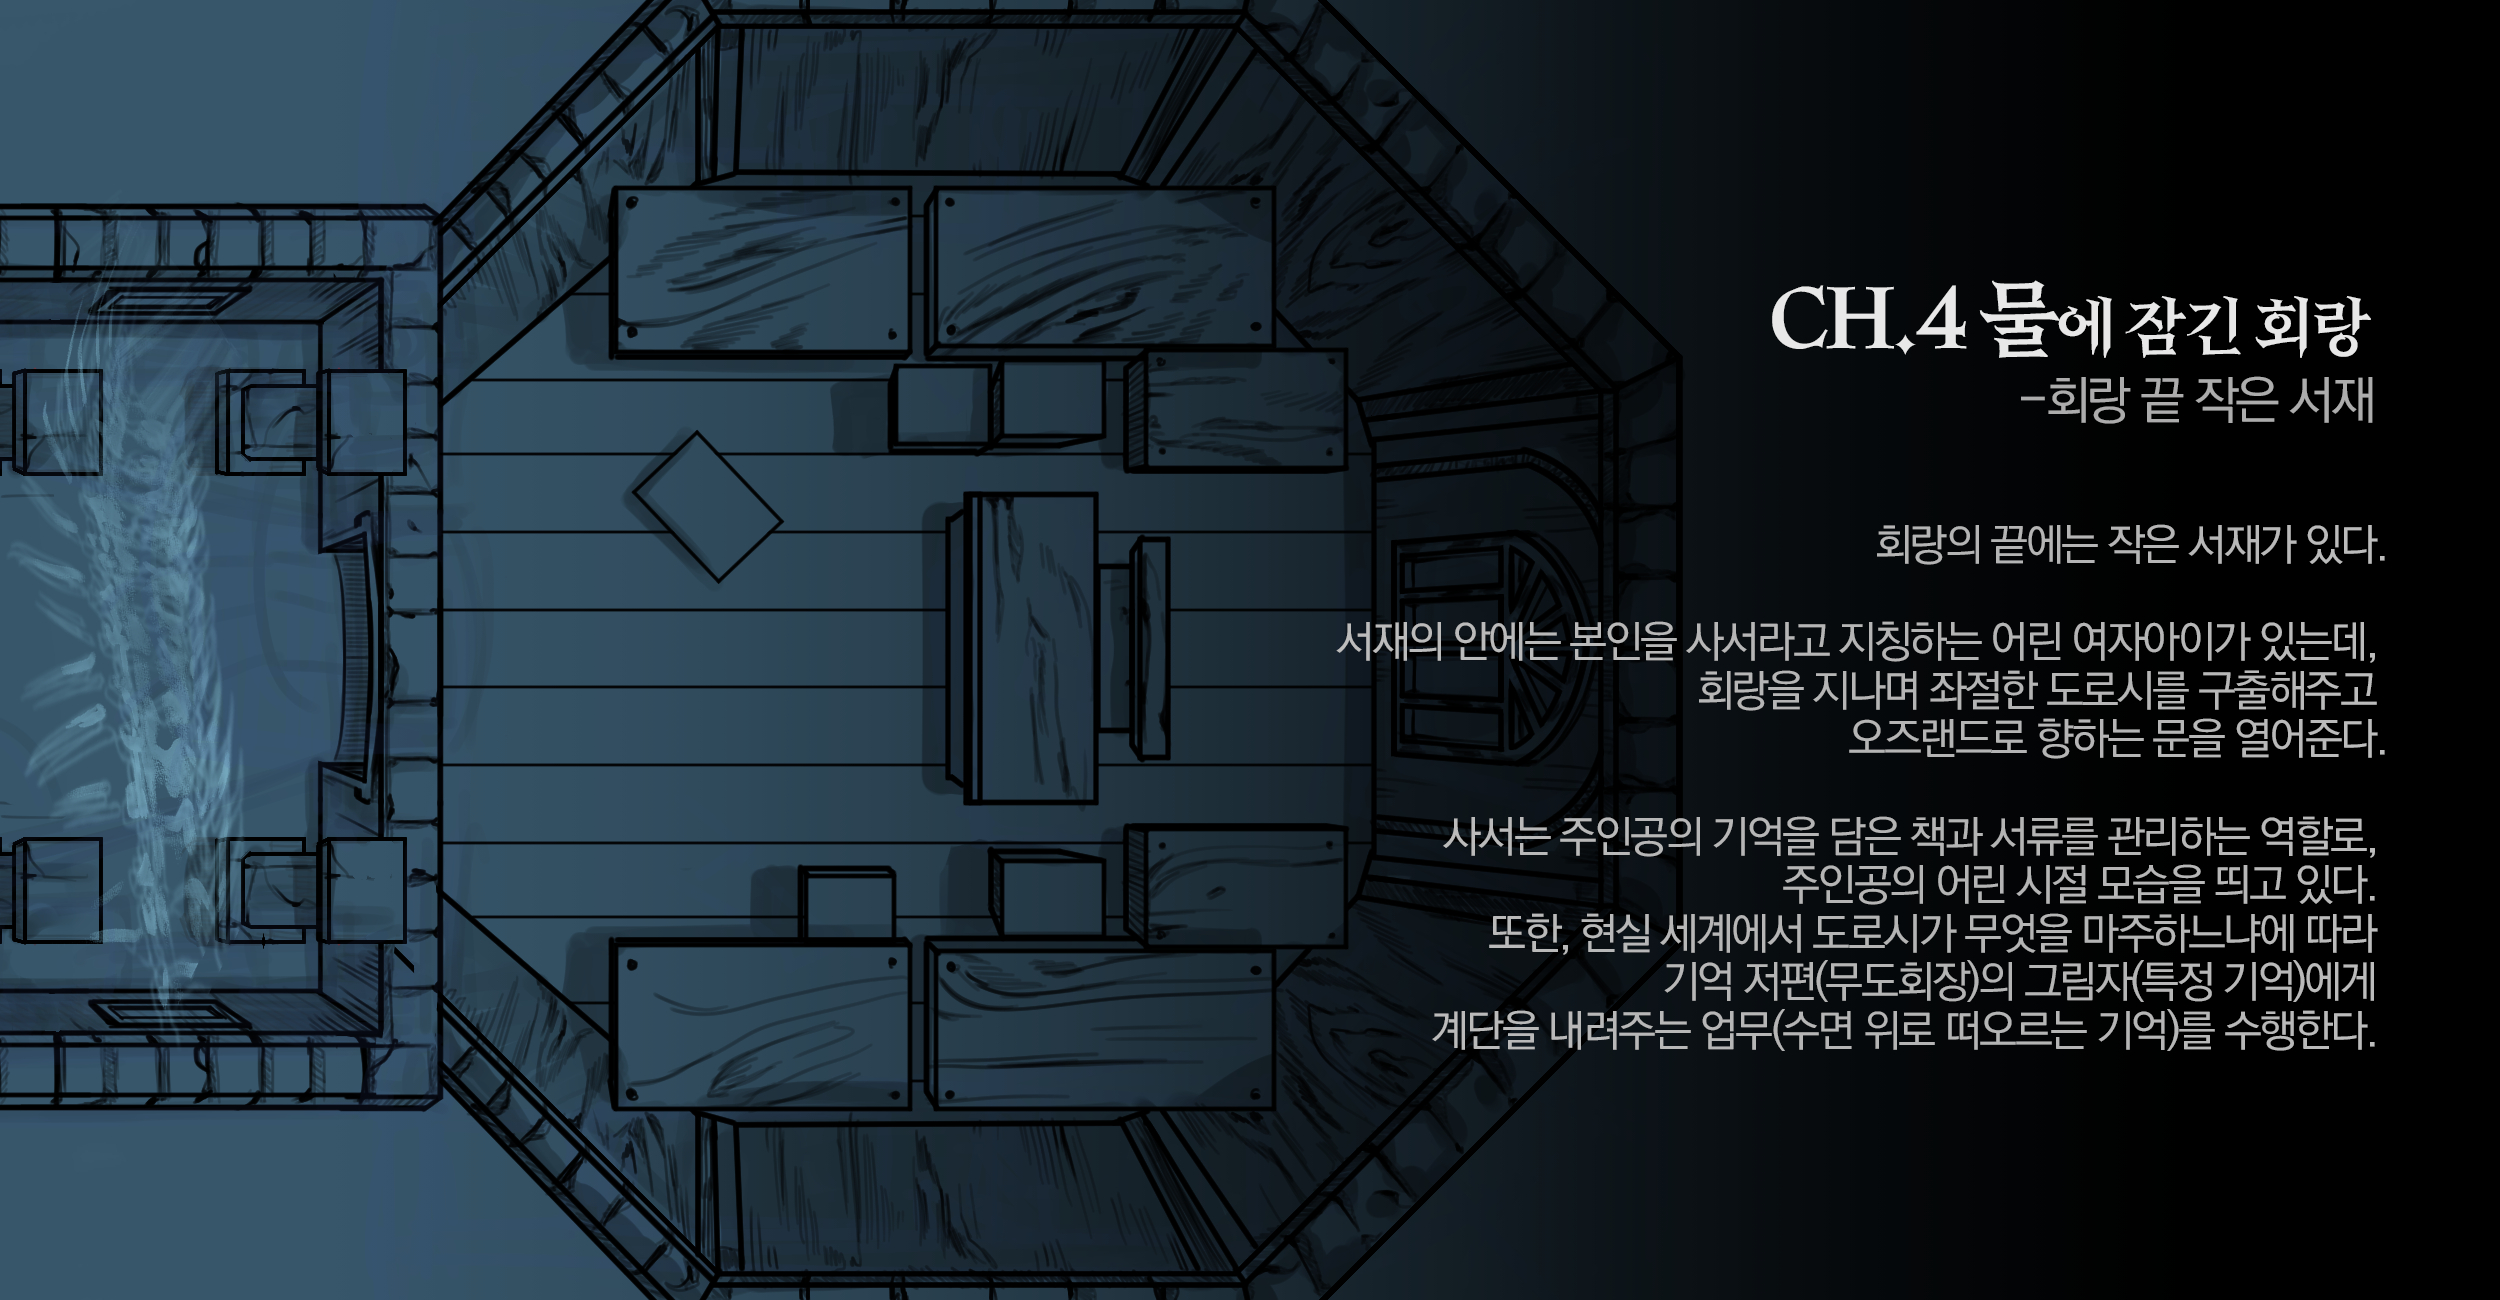 CH.4 물에 잠긴 회랑
-회랑 끝 작은 서재
회랑의 끝에는 작은 서재가 있다.
서재의 안에는 본인을 사서라고 지칭하는 어린 여자아이가 있는데,
회랑을 지나며 좌절한 도로시를 구출해주고
오즈랜드로 향하는 문을 열어준다.
사서는 주인공의 기억을 담은 책과 서류를 관리하는 역할로,
주인공의 어린 시절 모습을 띄고 있다.
또한, 현실 세계에서 도로시가 무엇을 마주하느냐에 따라
기억 저편(무도회장)의 그림자(특정 기억)에게
계단을 내려주는 업무(수면 위로 떠오르는 기억)를 수행한다.